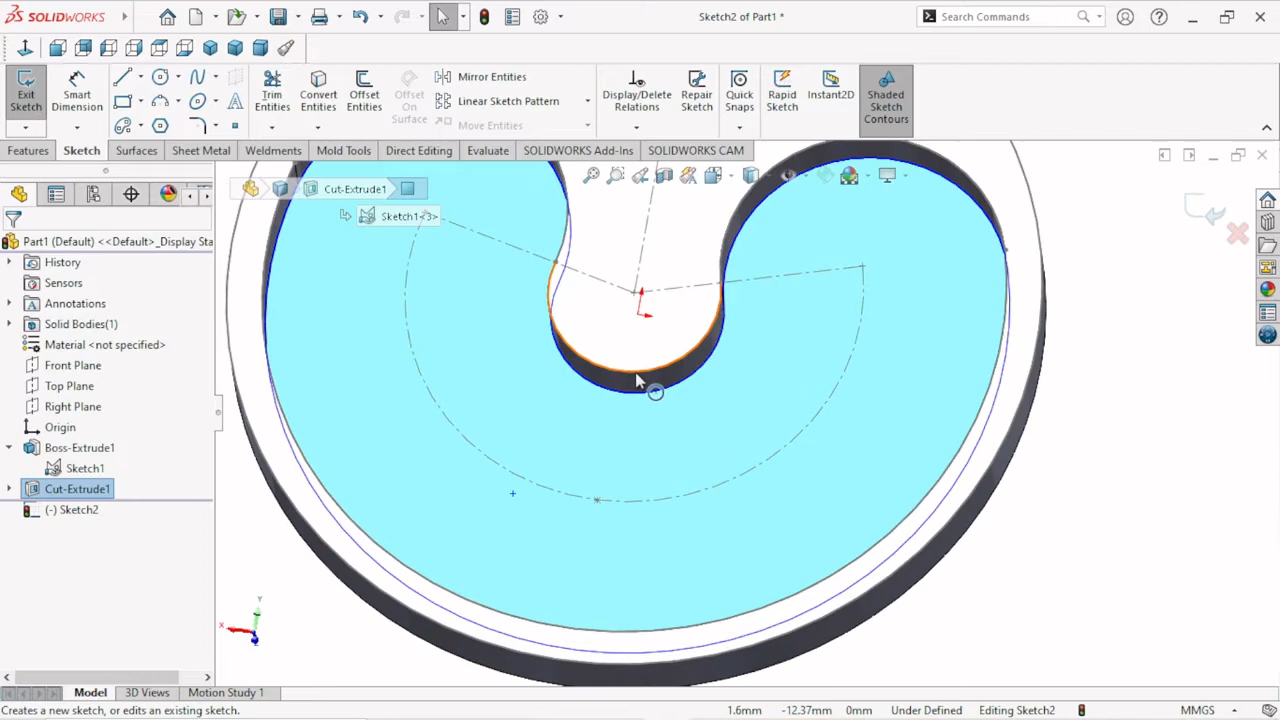 SOLIDWORKS
Sketch2 of Part1 *
Search Commands
Exit Sketch
Smart Dimension
Trim Entities
Convert Entities
Offset Entities
Offset On Surface
Mirror Entities
Linear Sketch Pattern
Move Entities
Display/Delete Relations
Repair Sketch
Quick Snaps
Rapid Sketch
Instant2D
Shaded Sketch Contours
Features
Sketch
Surfaces
Sheet Metal
Weldments
Mold Tools
Direct Editing
Evaluate
SOLIDWORKS Add-Ins
SOLIDWORKS CAM
Cut-Extrude1
Sketch1<3>
Part1 (Default) <<Default>_Display Sta
History
Sensors
Annotations
Solid Bodies(1)
Material <not specified>
Front Plane
Top Plane
Right Plane
Origin
Boss-Extrude1
Sketch1
Cut-Extrude1
(-) Sketch2
Y
X
Model
3D Views
Motion Study 1
Creates a new sketch, or edits an existing sketch.
1.6mm
-12.37mm
0mm
Under Defined
Editing Sketch2
MMGS